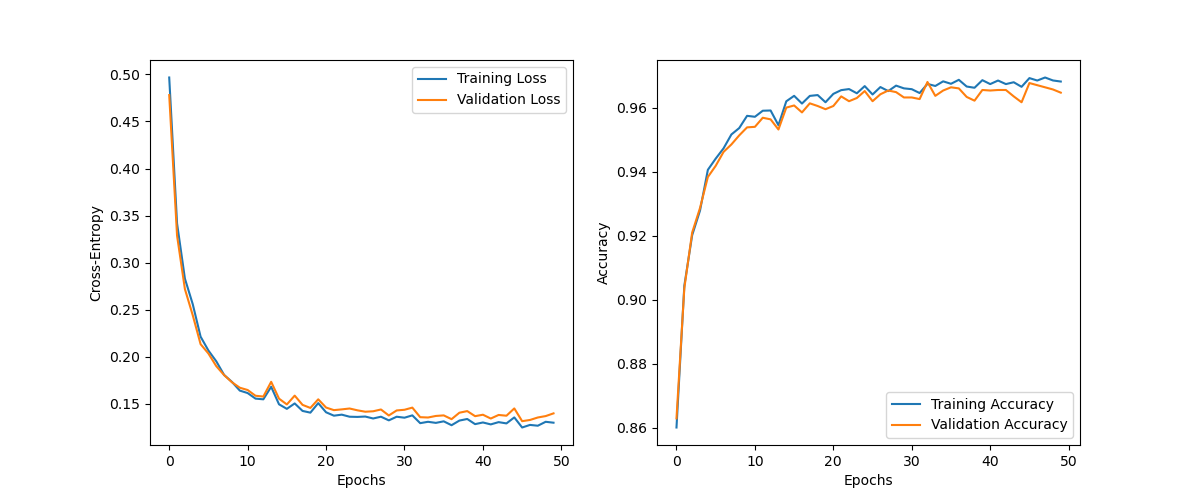 0.50
0.45
0.40
0.35
0.30
0.25
0.20
0.15
Cross-Entropy
0 10 20 30 40 50
Epochs
Training Loss
Validation Loss
0.96
0.94
0.92
0.90
0.88
0.86
Accuracy
0 10 20 30 40 50
Epochs
Training Accuracy
Validation Accuracy